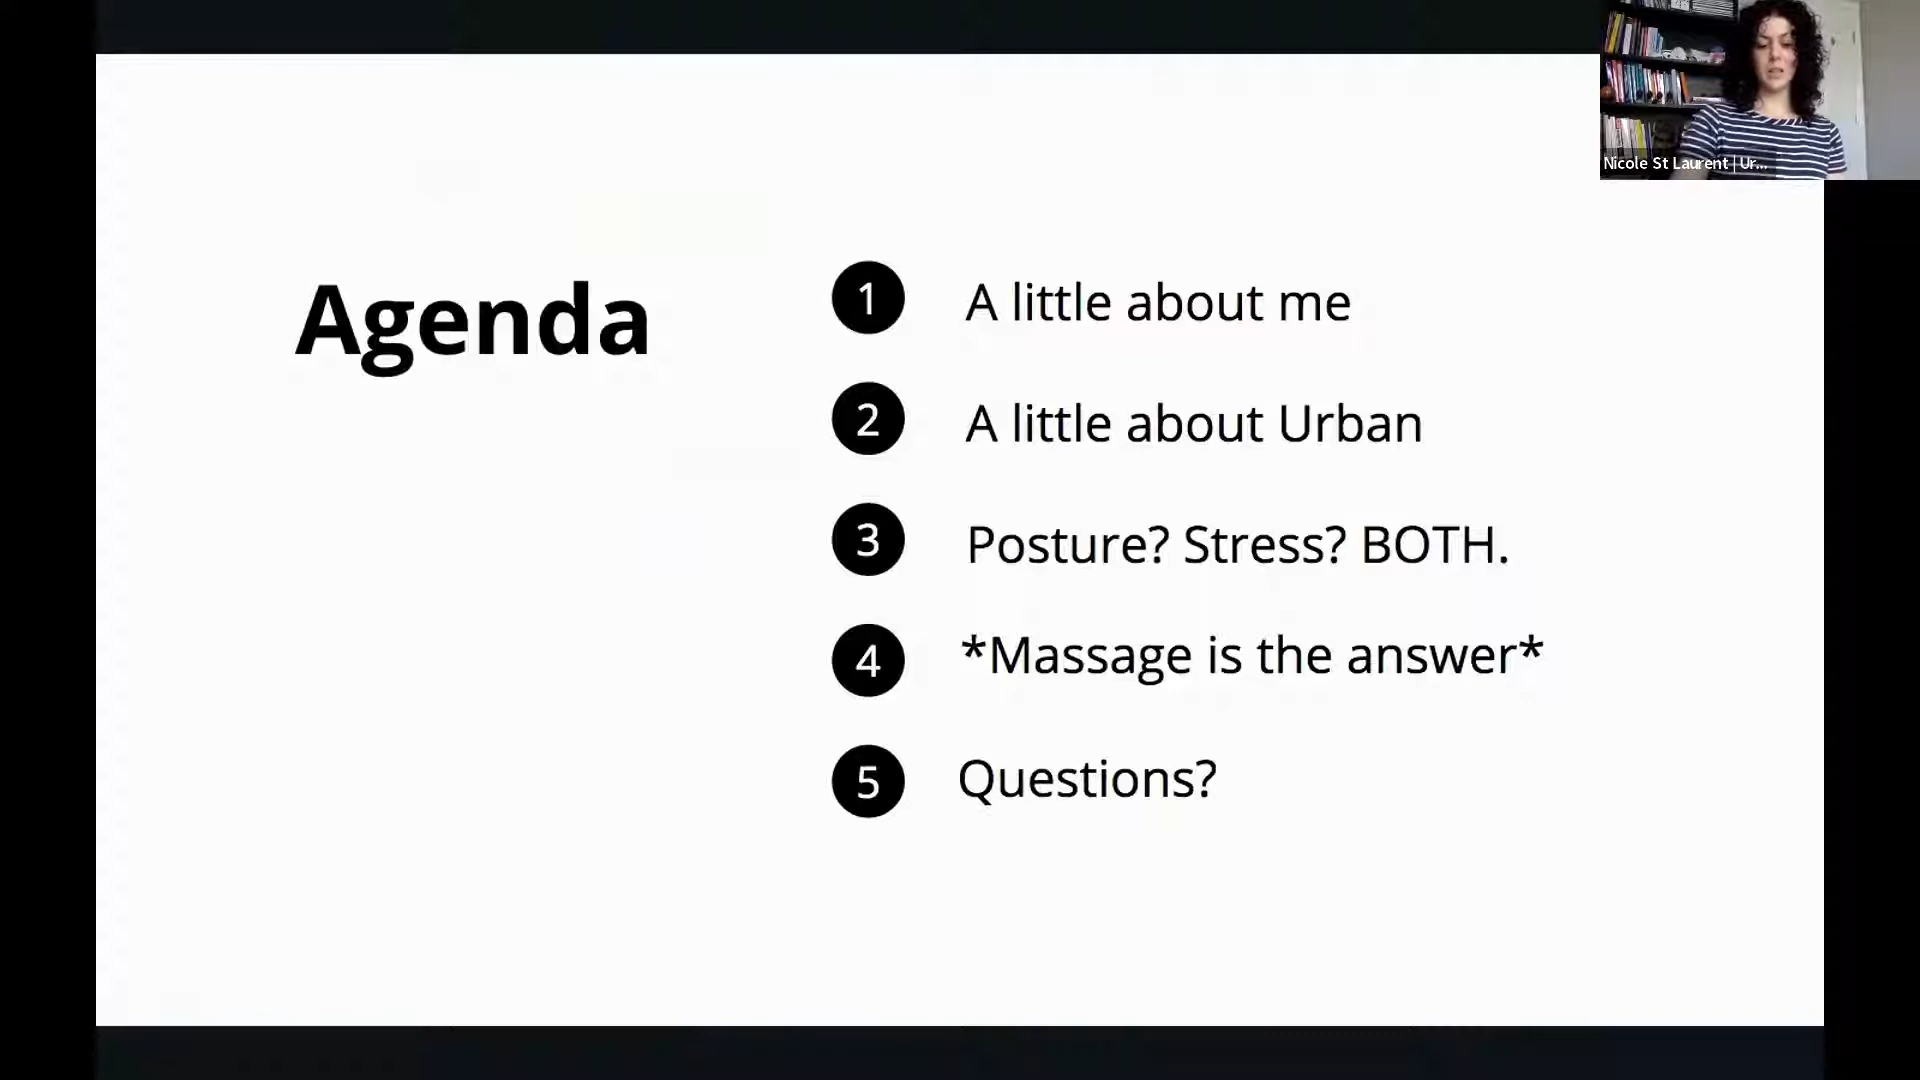 Nicole St Laurent | Ur...
Agenda
1 A little about me
2 A little about Urban
3 Posture? Stress? BOTH.
4 *Massage is the answer*
5 Questions?